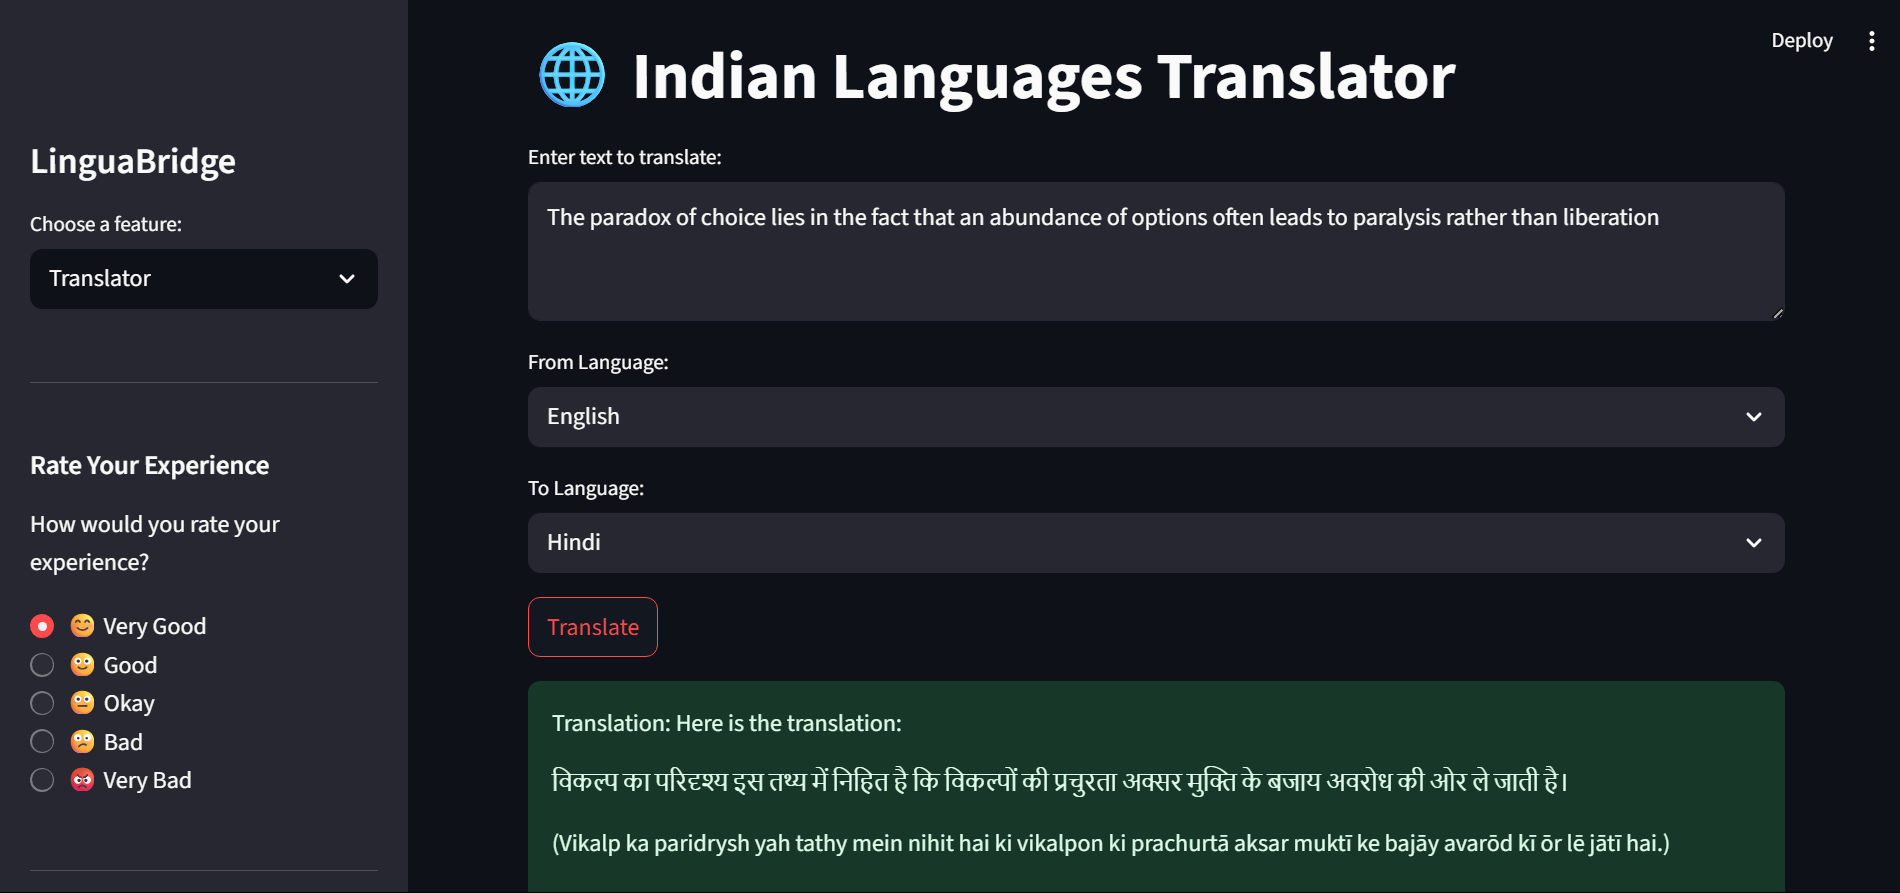 Deploy
LinguaBridge
Choose a feature:
Translator
Rate Your Experience
How would you rate your
experience?
😊 Very Good
🙂 Good
😐 Okay
🙁 Bad
😡 Very Bad
🌐 Indian Languages Translator
Enter text to translate:
The paradox of choice lies in the fact that an abundance of options often leads to paralysis rather than liberation
From Language:
English
To Language:
Hindi
Translate
Translation: Here is the translation:
विकल्प का परिदृश्य इस तथ्य में निहित है कि विकल्पों की प्रचुरता अक्सर मुक्ति के बजाय अवरोध की ओर ले जाती है।
(Vikalp ka paridrysh yah tathy mein nihit hai ki vikalpon ki prachurtā aksar muktī ke bajāy avarōd kī ōr lē jātī hai.)